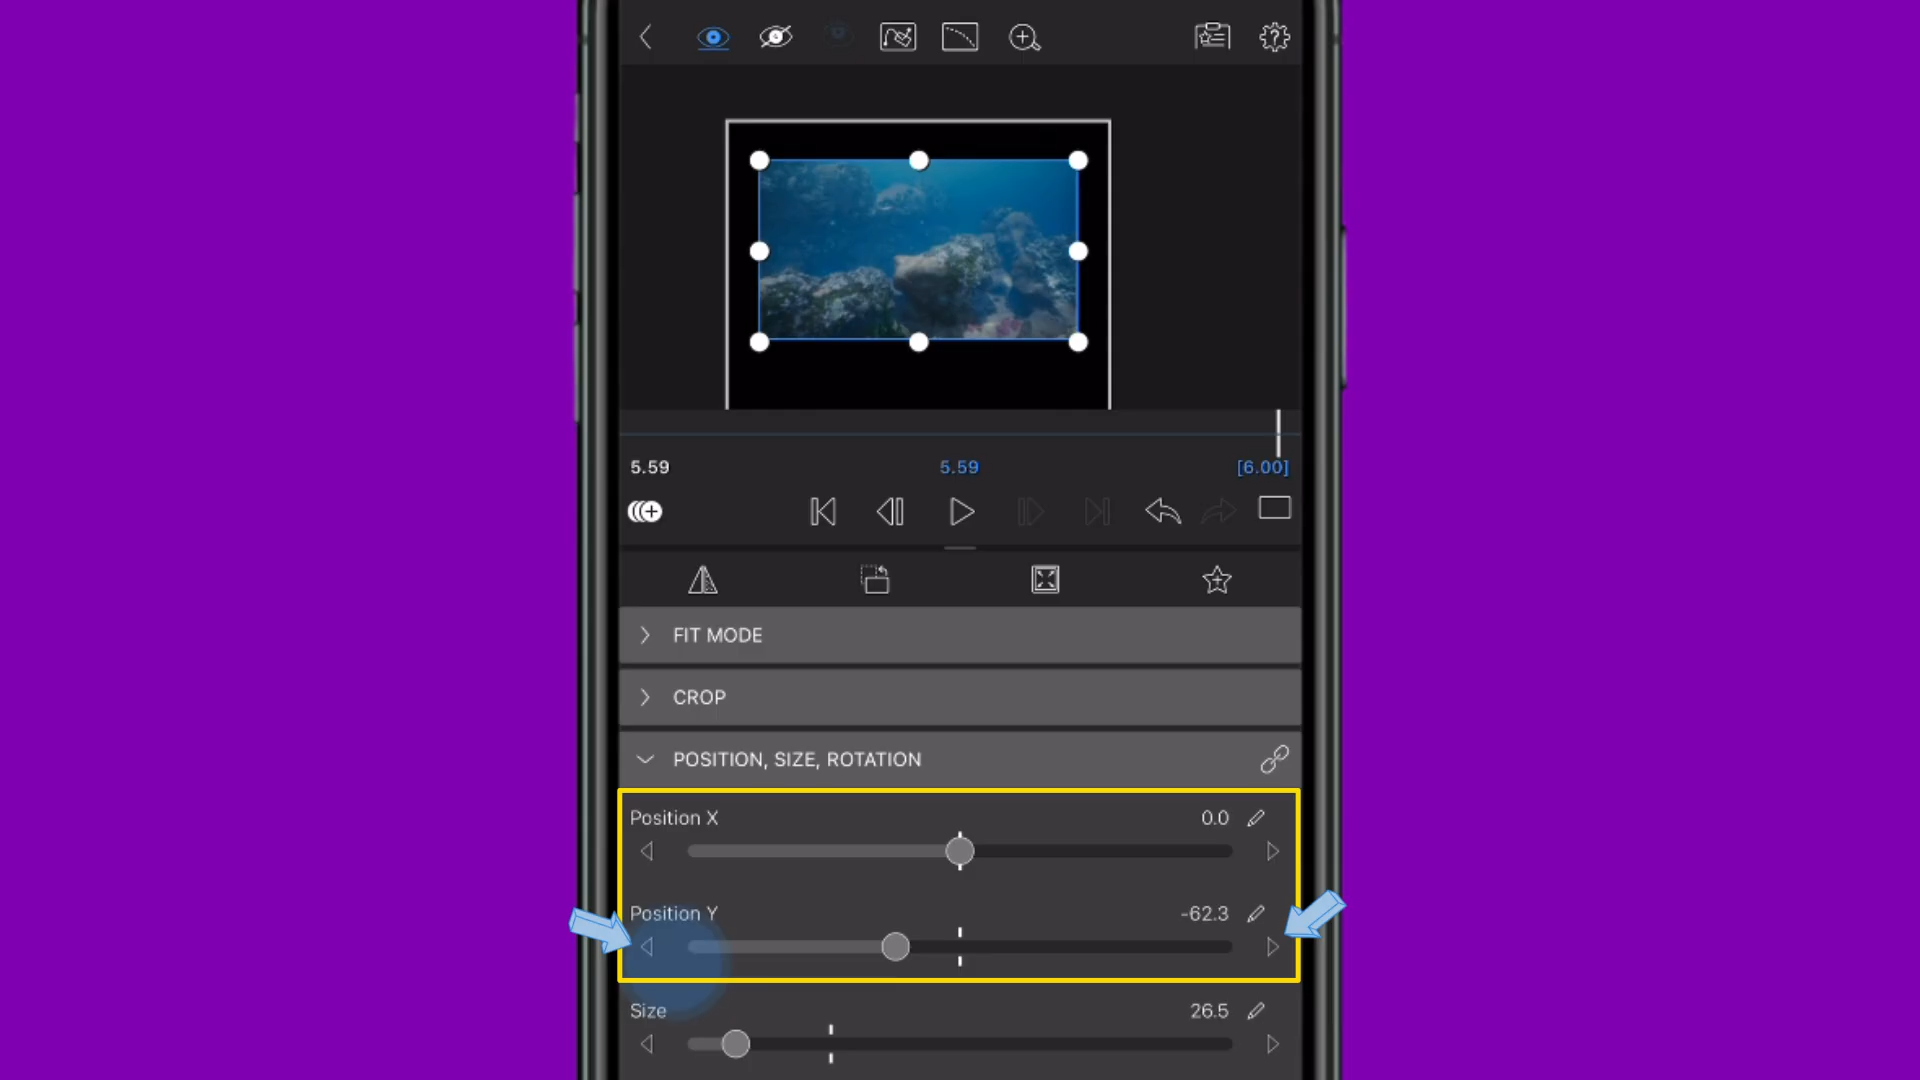 5.59
5.59
[6.00]
FIT MODE
CROP
POSITION, SIZE, ROTATION
Position X
0.0
Position Y
-62.3
Size
26.5